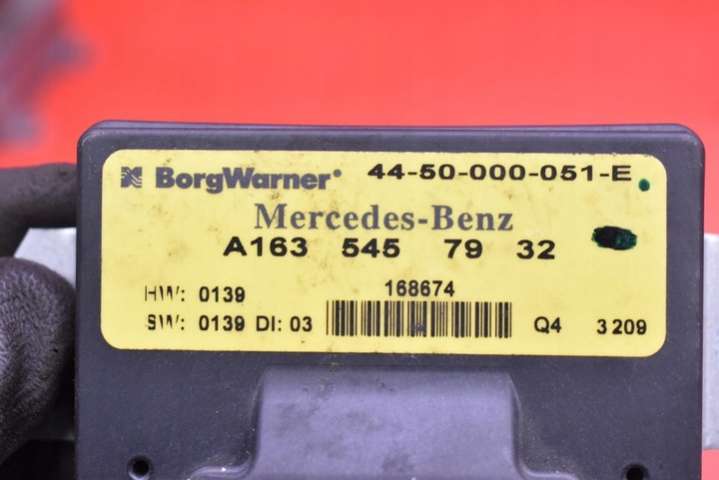 BorgWarner 44-50-000-051-E
Mercedes-Benz
A163 545 79 32
HW: 0139 168674
SW: 0139 DI: 03 Q4 3209